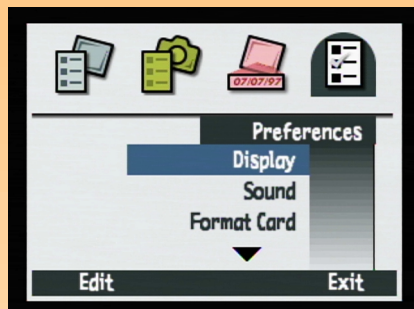 07/07/97
Preferences
Display
Sound
Format Card
Edit
Exit